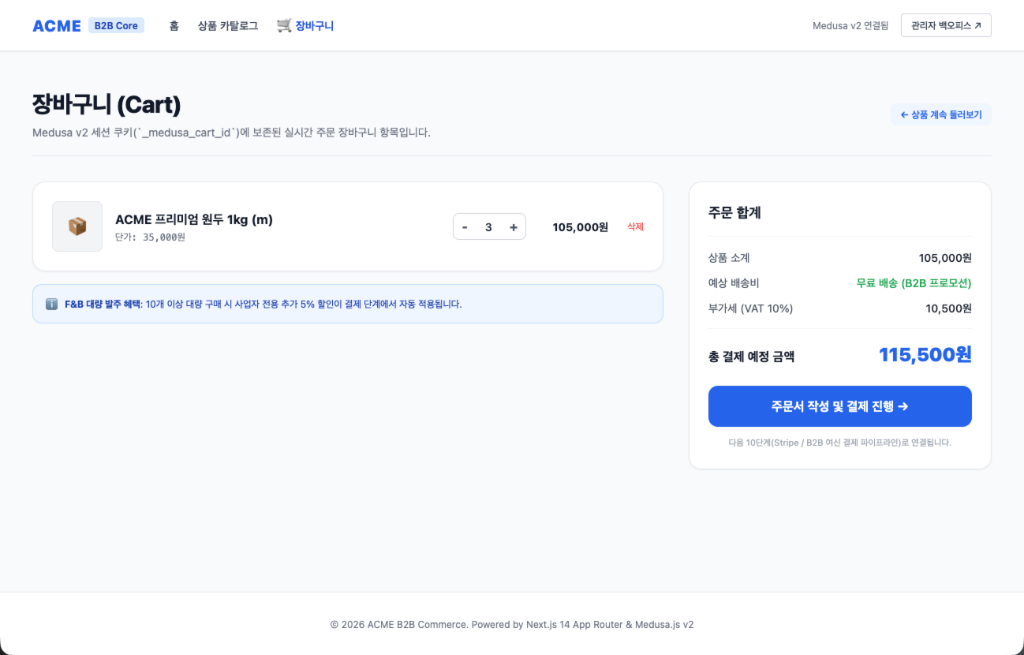 ACME B2B Core 홈 상품 카탈로그 장바구니 Medusa v2 연결됨 관리자 백오피스 ↗
장바구니 (Cart)
Medusa v2 세션 쿠키(`_medusa_cart_id`)에 보존된 실시간 주문 장바구니 항목입니다.
← 상품 계속 둘러보기
ACME 프리미엄 원두 1kg (m)
단가: 35,000원
- 3 + 105,000원 삭제
F&B 대량 발주 혜택: 10개 이상 대량 구매 시 사업자 전용 추가 5% 할인이 결제 단계에서 자동 적용됩니다.
주문 합계
상품 소계 105,000원
예상 배송비 무료 배송 (B2B 프로모션)
부가세 (VAT 10%) 10,500원
총 결제 예정 금액 115,500원
주문서 작성 및 결제 진행 →
다음 10단계(Stripe / B2B 여신 결제 파이프라인)로 연결됩니다.
© 2026 ACME B2B Commerce. Powered by Next.js 14 App Router & Medusa.js v2